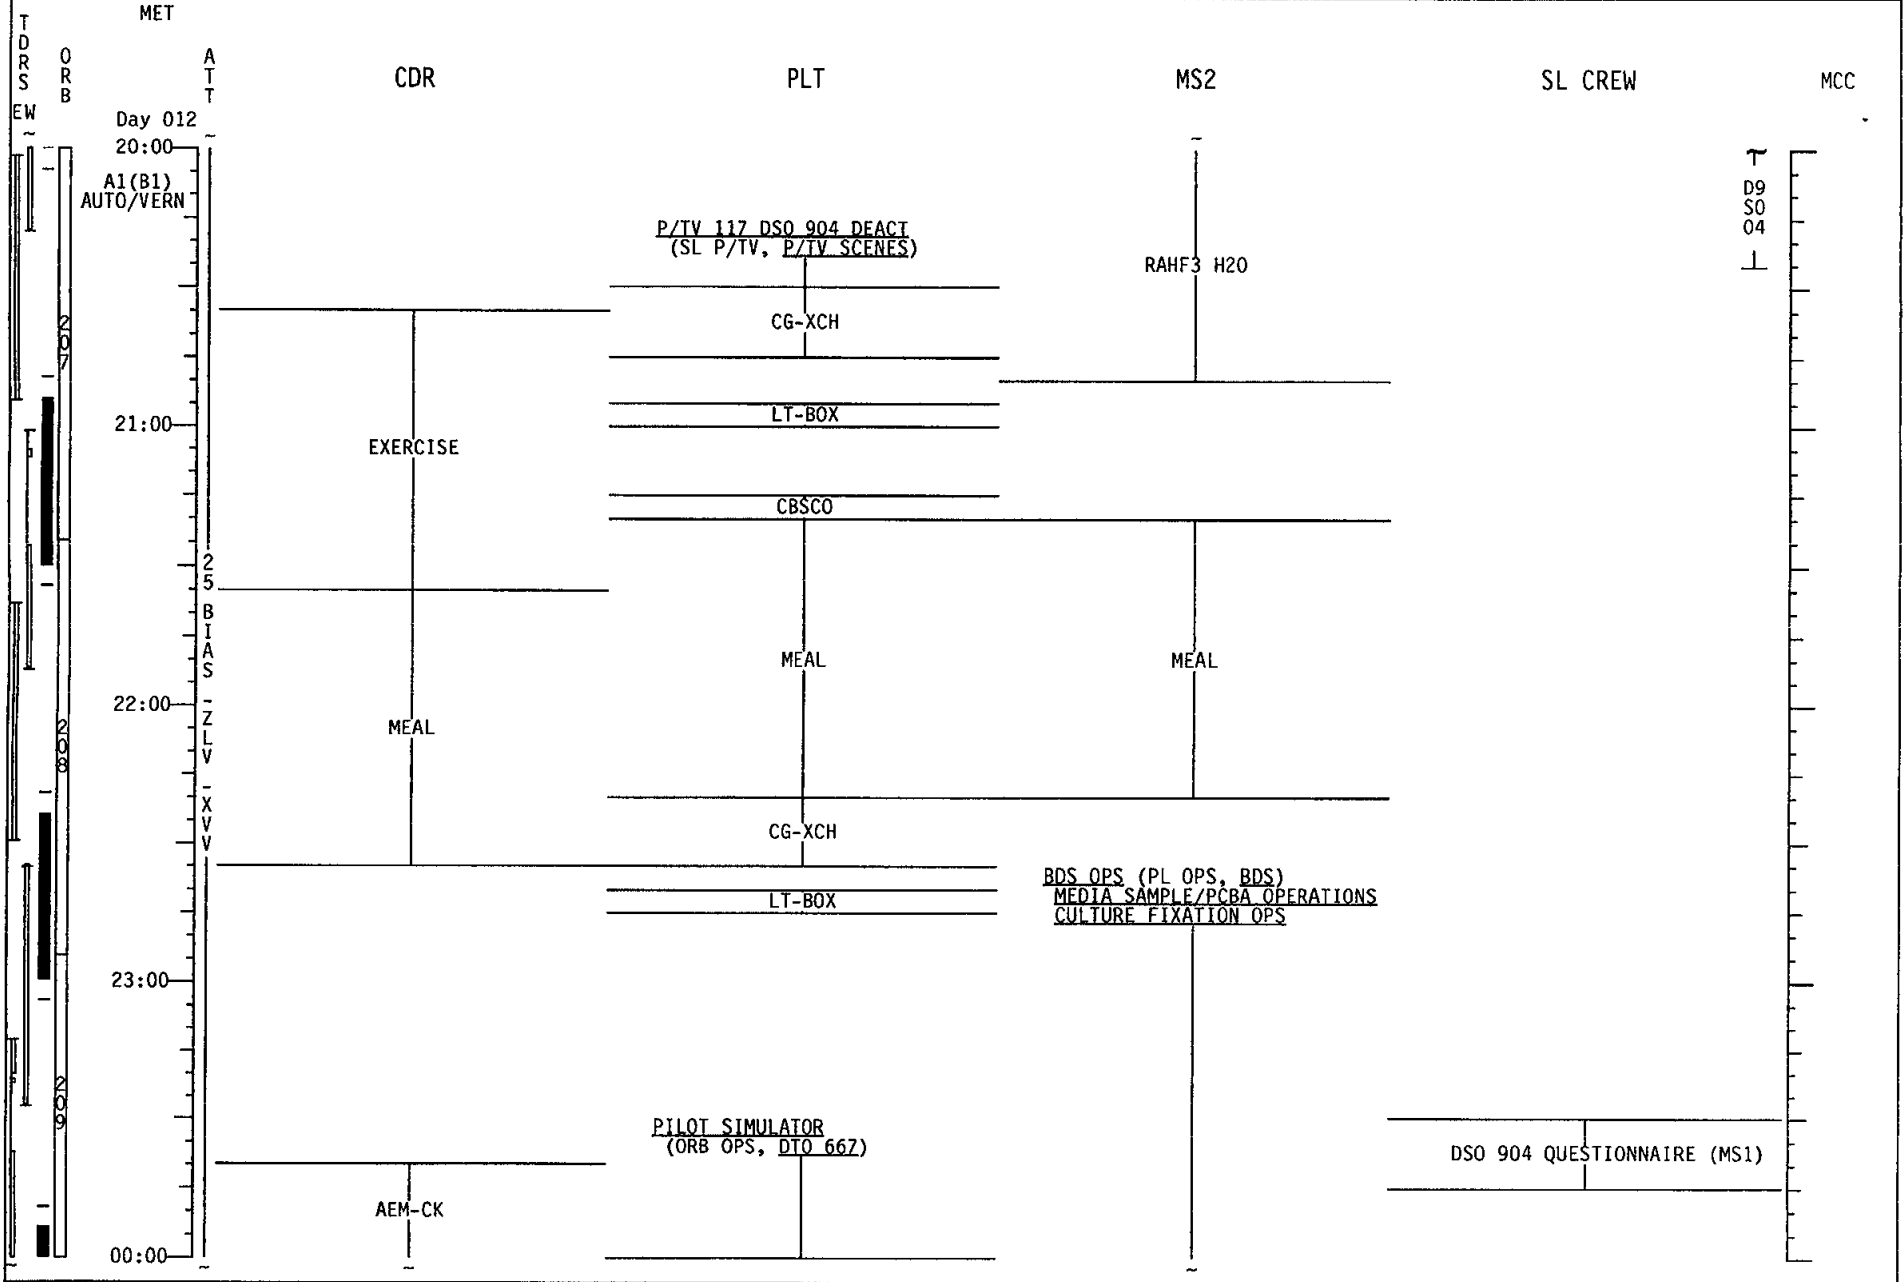 MET
TDRS
ORB
ATT
CDR
PLT
MS2
SL CREW
MCC
EW
Day 012
20:00
A1(B1)
AUTO/VERN
D9
SO
04
P/TV 117 DSO 904 DEACT
(SL P/TV, P/TV SCENES)
RAHF3 H2O
207
CG-XCH
LT-BOX
21:00
EXERCISE
CBSCO
25 BIAS -ZLV -XVV
MEAL
MEAL
22:00
208
MEAL
CG-XCH
BDS OPS (PL OPS, BDS)
MEDIA SAMPLE/PCBA OPERATIONS
CULTURE FIXATION OPS
LT-BOX
23:00
209
PILOT SIMULATOR
(ORB OPS, DTO 667)
DSO 904 QUESTIONNAIRE (MS1)
AEM-CK
00:00